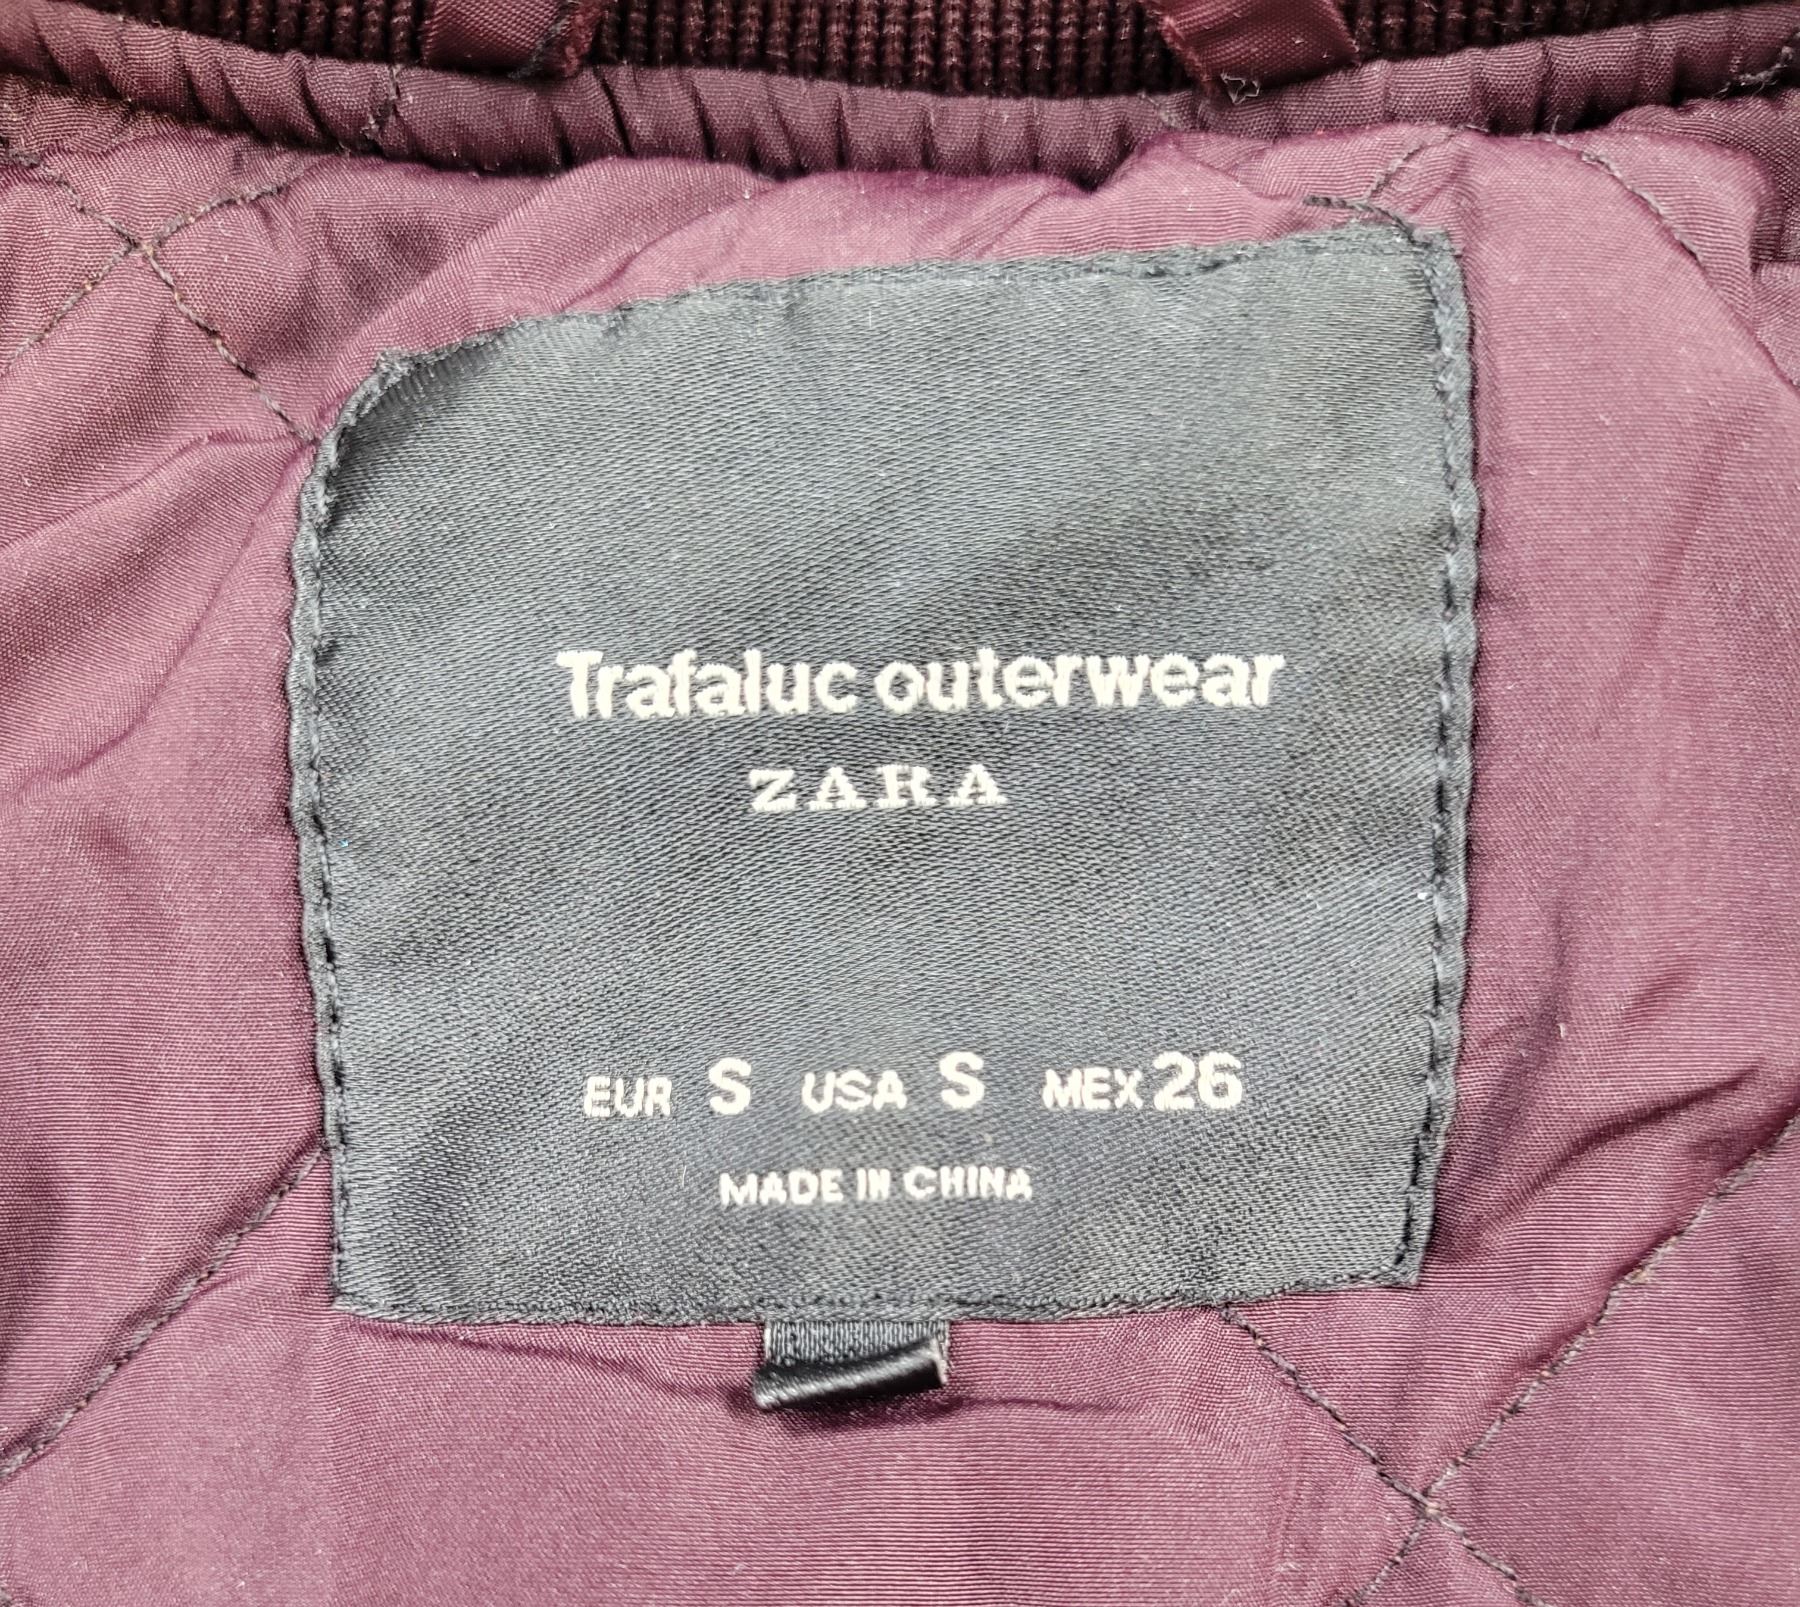 Trafaluc outerwear
ZARA
EUR S USA S MEX 26
MADE IN CHINA